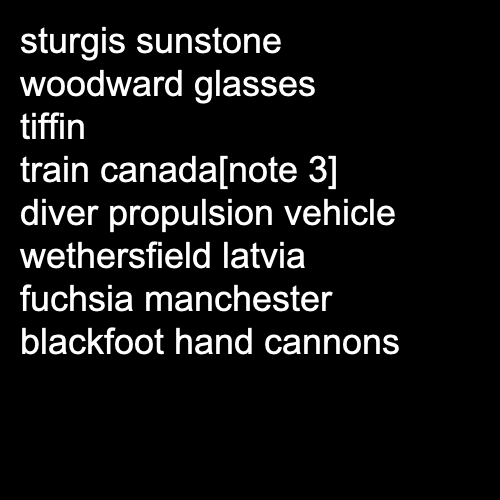 sturgis sunstone
woodward glasses
tiffin
train canada[note 3]
diver propulsion vehicle
wethersfield latvia
fuchsia manchester
blackfoot hand cannons